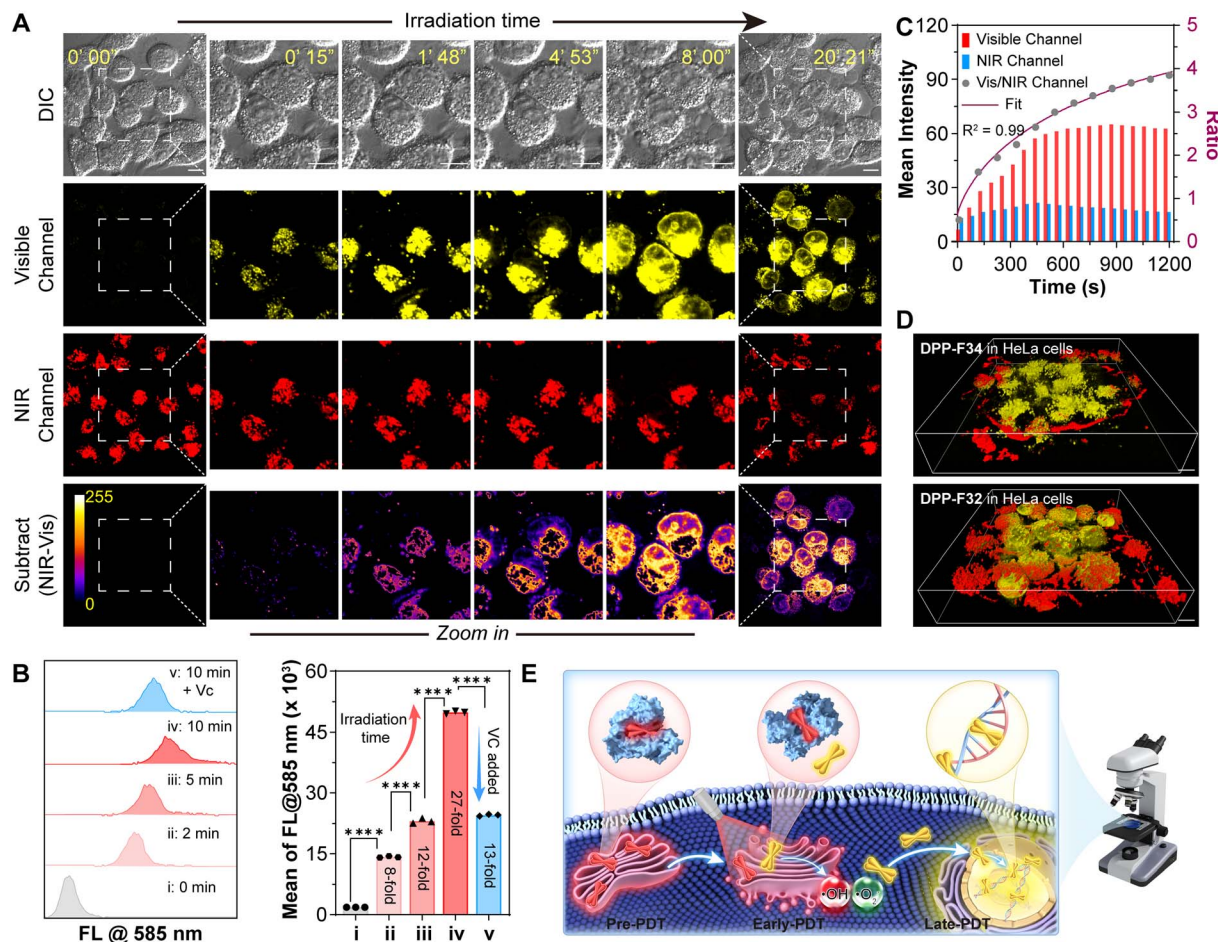 A
Irradiation time
DIC
0' 00”
0' 15”
1' 48”
4' 53”
8' 00”
20' 21”
Visible
Channel
NIR
Channel
Subtract
(NIR-Vis)
255
0
Zoom in
B
v: 10 min
+ Vc
iv: 10 min
iii: 5 min
ii: 2 min
i: 0 min
FL @ 585 nm
Mean of FL@585 nm (x 10³)
60
45
30
15
0
Irradiation
time
VC added
****
****
****
****
8-fold
12-fold
27-fold
13-fold
i
ii
iii
iv
v
C
Mean Intensity
120
90
60
30
0
Visible Channel
NIR Channel
Vis/NIR Channel
Fit
R² = 0.99
5
4
3
2
1
0
Ratio
0
300
600
900
1200
Time (s)
D
DPP-F34 in HeLa cells
DPP-F32 in HeLa cells
E
·OH
·O₂⁻
Pre-PDT
Early-PDT
Late-PDT